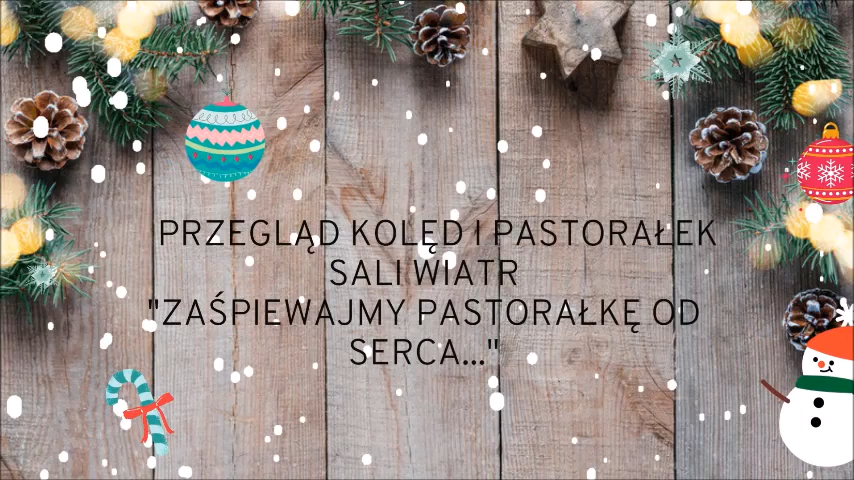 PRZEGLĄD KOLĘD I PASTORAŁEK
SALI WIATR
"ZAŚPIEWAJMY PASTORAŁKĘ OD
SERCA..."